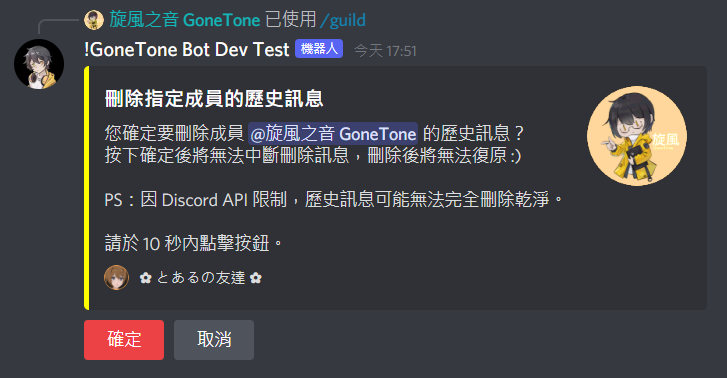 旋風之音 GoneTone 已使用 /guild
!GoneTone Bot Dev Test 機器人 今天 17:51
刪除指定成員的歷史訊息
您確定要刪除成員 @旋風之音 GoneTone 的歷史訊息？
按下確定後將無法中斷刪除訊息，刪除後將無法復原 :)
PS：因 Discord API 限制，歷史訊息可能無法完全刪除乾淨。
請於 10 秒內點擊按鈕。
旋風
✿ とあるの友達 ✿
確定 取消